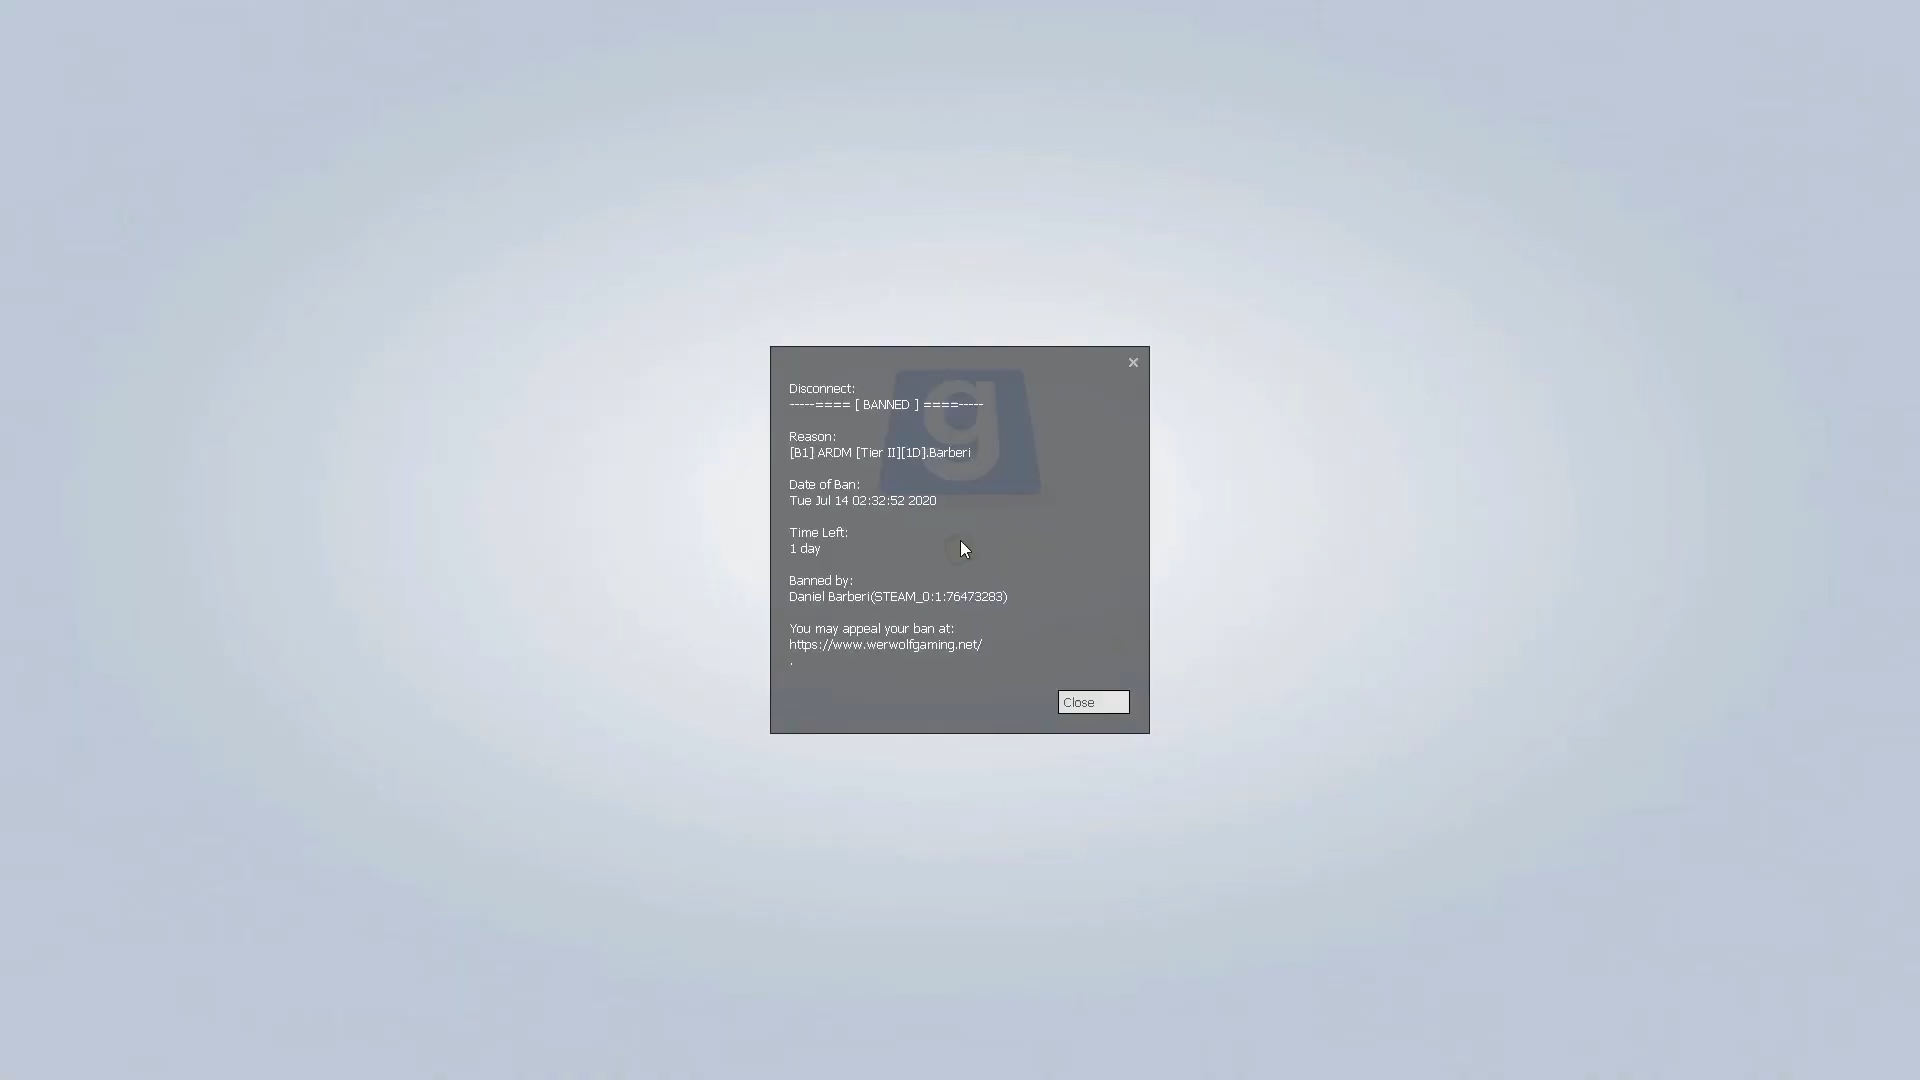 Disconnect:
-----==== [ BANNED ] ====-----
Reason:
[B1] ARDM [Tier II][1D].Barberi
Date of Ban:
Tue Jul 14 02:32:52 2020
Time Left:
1 day
Banned by:
Daniel Barberi(STEAM_0:1:76473283)
You may appeal your ban at:
https://www.werwolfgaming.net/
.
Close
g